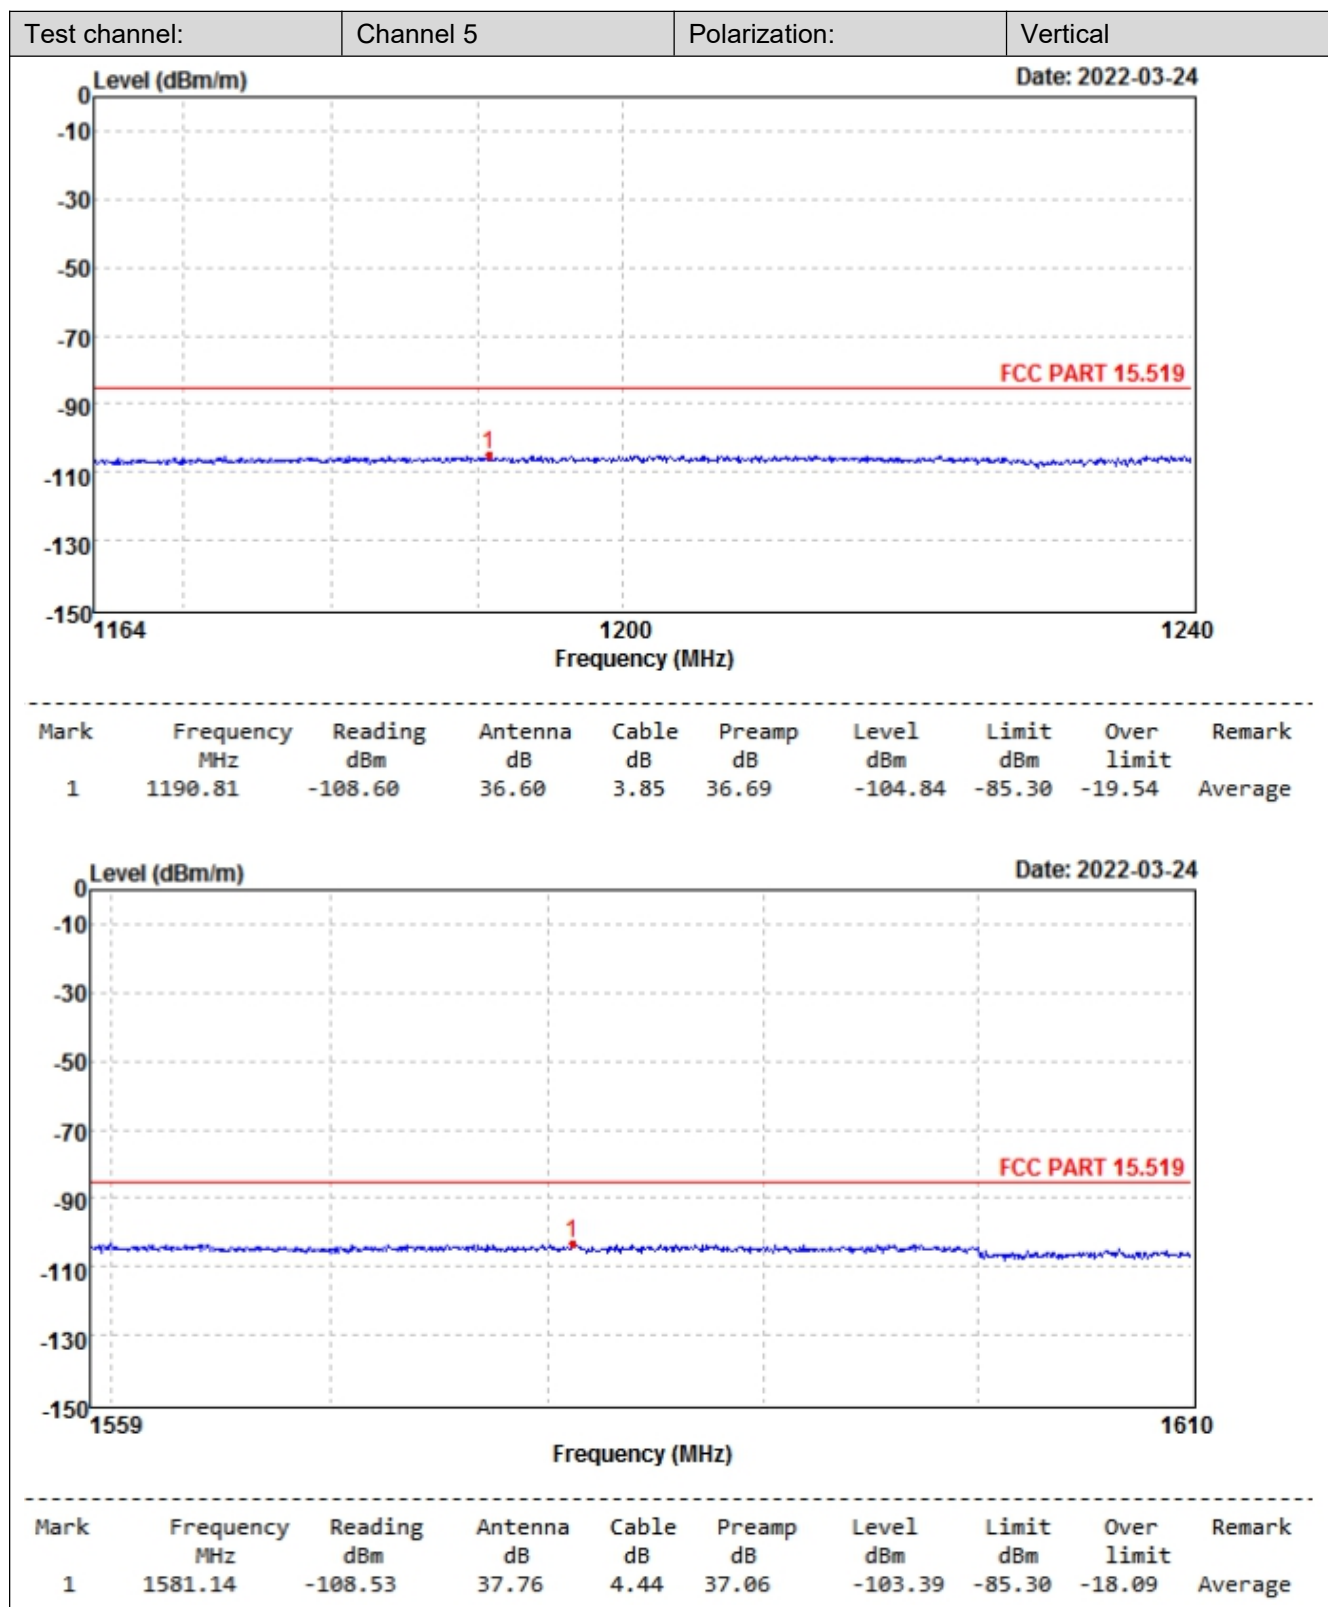 Test channel: Channel 5 Polarization: Vertical
Level (dBm/m) Date: 2022-03-24
0
-10
-30
-50
-70
FCC PART 15.519
-90
1
-110
-130
-150
1164 1200 1240
Frequency (MHz)
Mark Frequency Reading Antenna Cable Preamp Level Limit Over Remark
MHz dBm dB dB dB dBm dBm limit
1 1190.81 -108.60 36.60 3.85 36.69 -104.84 -85.30 -19.54 Average
Level (dBm/m) Date: 2022-03-24
0
-10
-30
-50
-70
FCC PART 15.519
-90
1
-110
-130
-150
1559 1610
Frequency (MHz)
Mark Frequency Reading Antenna Cable Preamp Level Limit Over Remark
MHz dBm dB dB dB dBm dBm limit
1 1581.14 -108.53 37.76 4.44 37.06 -103.39 -85.30 -18.09 Average